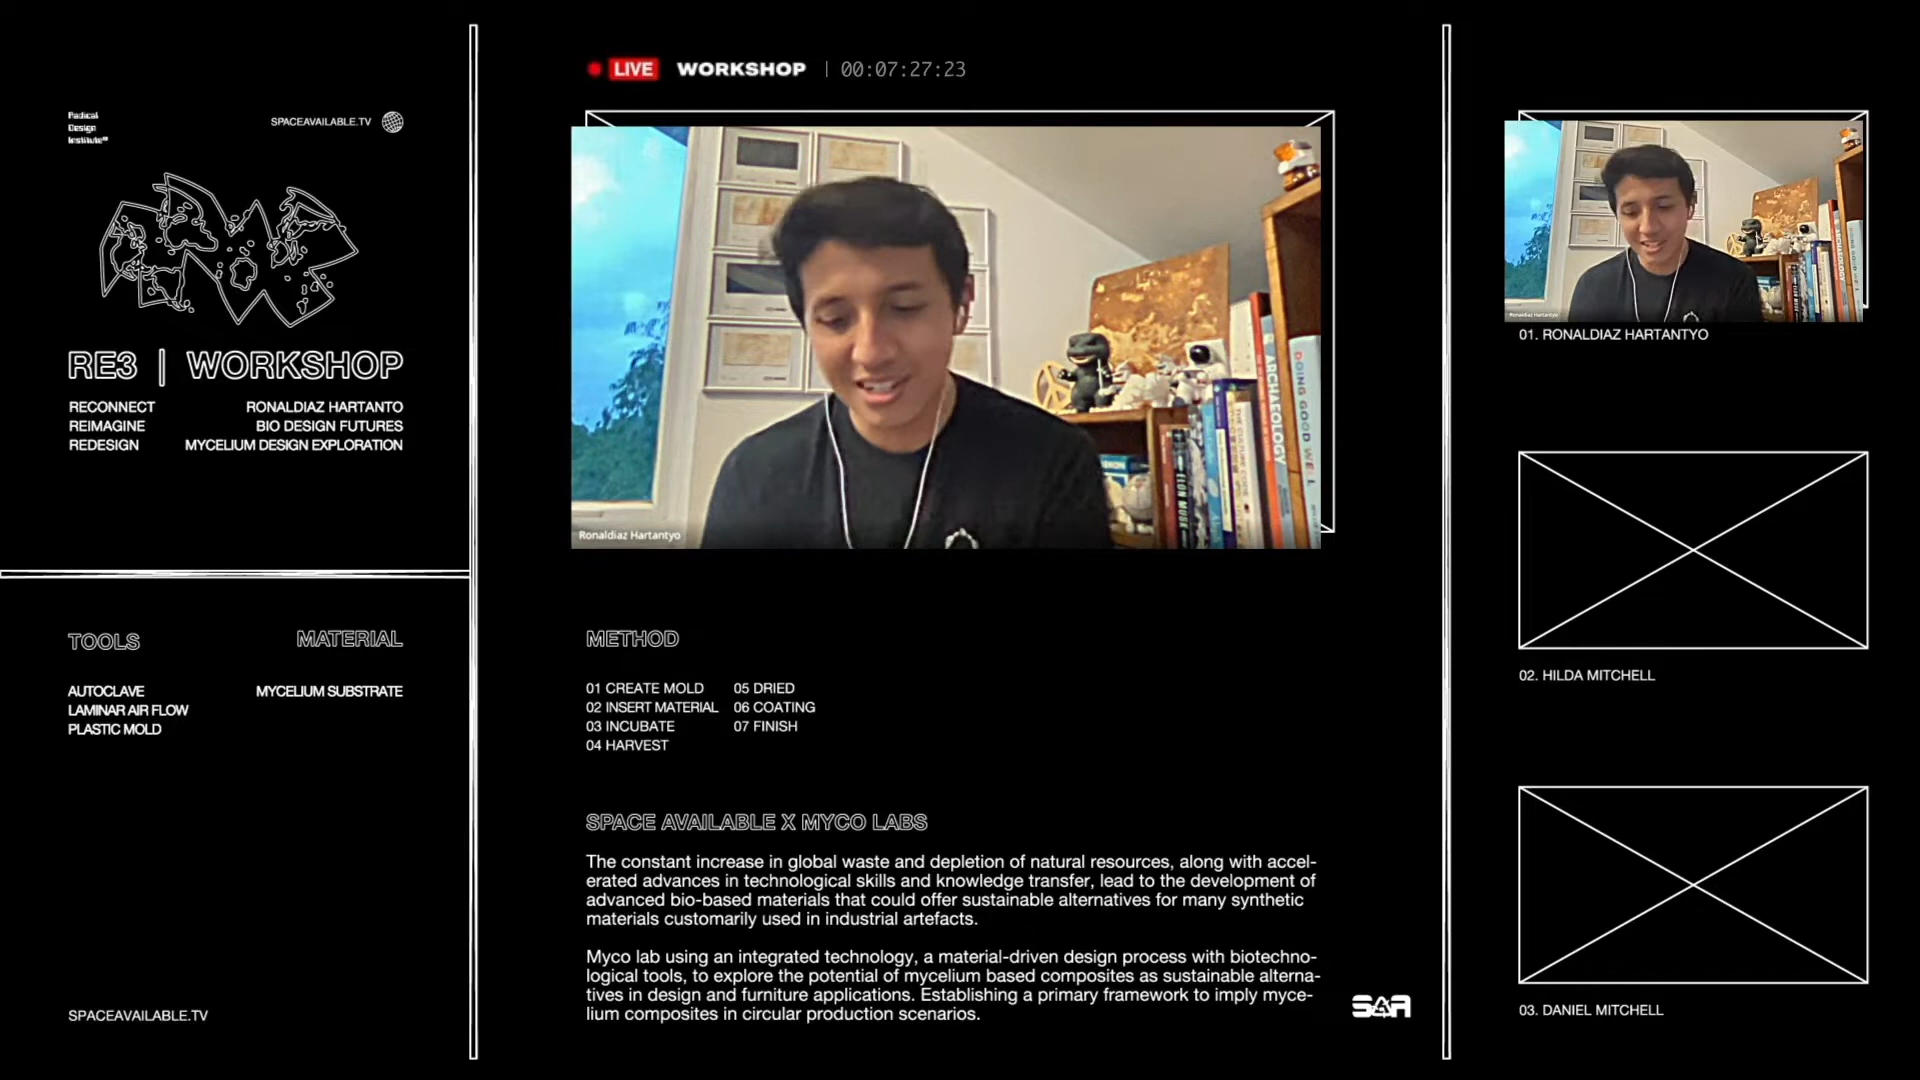 Radical
Design
Institute
SPACEAVAILABLE.TV
RE3 | WORKSHOP
RECONNECT
REIMAGINE
REDESIGN
RONALDIAZ HARTANTO
BIO DESIGN FUTURES
MYCELIUM DESIGN EXPLORATION
TOOLS
AUTOCLAVE
LAMINAR AIR FLOW
PLASTIC MOLD
MATERIAL
MYCELIUM SUBSTRATE
SPACEAVAILABLE.TV
LIVE WORKSHOP | 00:07:27:23
ARCHAEOLOGY
DOING GOOD
ELON MUSK
Ronaldiaz Hartantyo
METHOD
01 CREATE MOLD
02 INSERT MATERIAL
03 INCUBATE
04 HARVEST
05 DRIED
06 COATING
07 FINISH
SPACE AVAILABLE X MYCO LABS
The constant increase in global waste and depletion of natural resources, along with accel-
erated advances in technological skills and knowledge transfer, lead to the development of
advanced bio-based materials that could offer sustainable alternatives for many synthetic
materials customarily used in industrial artefacts.
Myco lab using an integrated technology, a material-driven design process with biotechno-
logical tools, to explore the potential of mycelium based composites as sustainable alterna-
tives in design and furniture applications. Establishing a primary framework to imply myce-
lium composites in circular production scenarios.
ARCHAEOLOGY
Ronaldiaz Hartantyo
01. RONALDIAZ HARTANTYO
02. HILDA MITCHELL
03. DANIEL MITCHELL